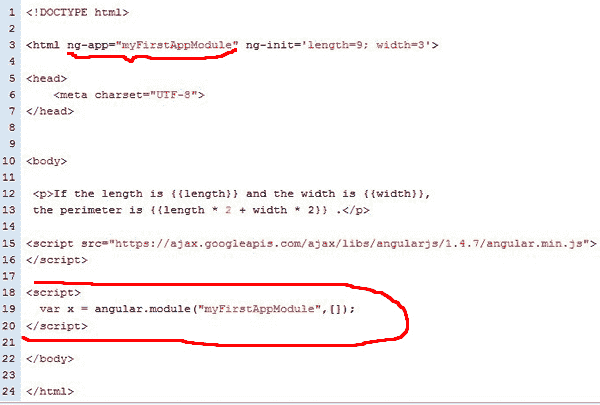 1 <!DOCTYPE html>
2
3 <html ng-app="myFirstAppModule" ng-init='length=9; width=3'>
4
5 <head>
6 <meta charset="UTF-8">
7 </head>
8
9
10 <body>
11
12 <p>If the length is {{length}} and the width is {{width}},
13 the perimeter is {{length * 2 + width * 2}} .</p>
14
15 <script src="https://ajax.googleapis.com/ajax/libs/angularjs/1.4.7/angular.min.js">
16 </script>
17
18 <script>
19 var x = angular.module("myFirstAppModule",[]);
20 </script>
21
22 </body>
23
24 </html>